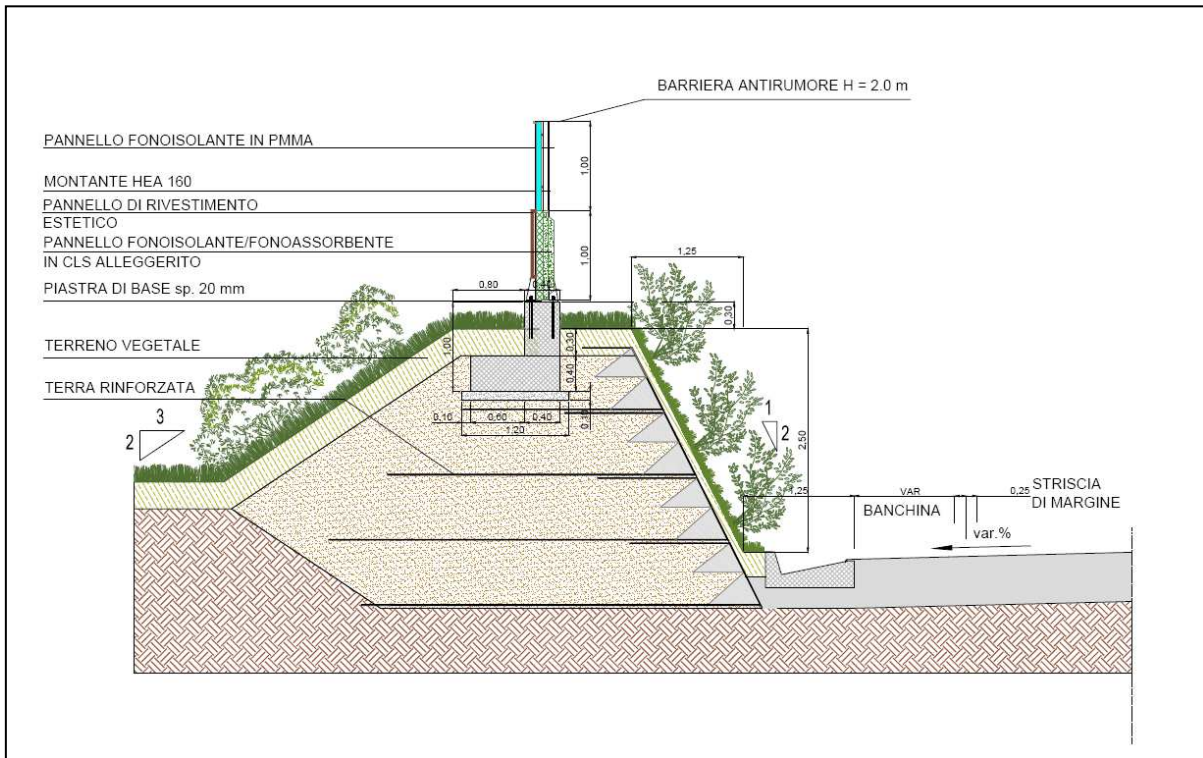 BARRIERA ANTIRUMORE H = 2.0 m
PANNELLO FONOISOLANTE IN PMMA
1,00
MONTANTE HEA 160
PANNELLO DI RIVESTIMENTO
ESTETICO
PANNELLO FONOISOLANTE/FONOASSORBENTE
IN CLS ALLEGGERITO
1,00
1,25
PIASTRA DI BASE sp. 20 mm
0,80
0,30
TERRENO VEGETALE
1,00
0,30
TERRA RINFORZATA
0,40
0,10
0,60
0,40
0,10
1,20
3
2
1
2
2,50
1,25
VAR
BANCHINA
0,25
STRISCIA
DI MARGINE
var.%